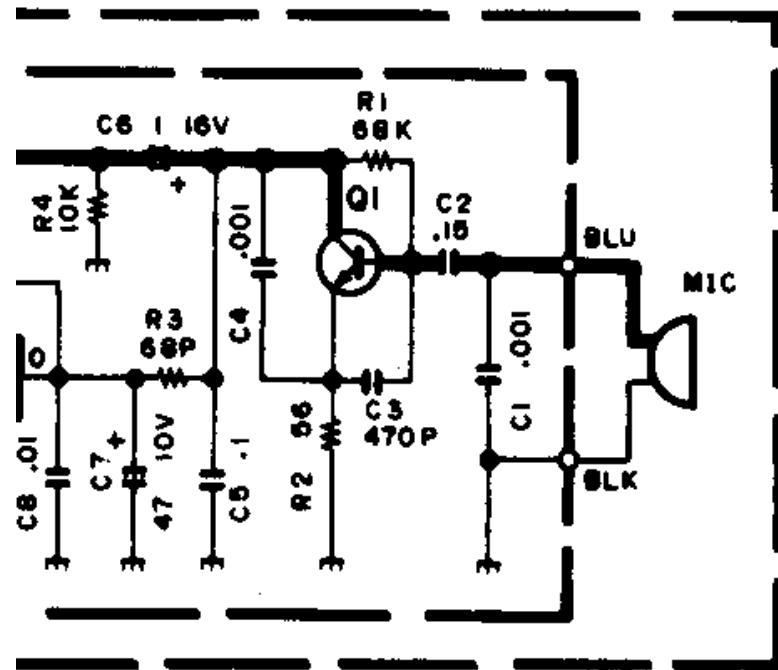 R1
68K
C6 1 16V
+
Q1
R4
10K
C2
.15
.001
C4
BLU
MIC
R3
68P
0
C3
470P
.001
C1
BLK
C8 .01
C7 +
10V
47
C5 .1
R2 56